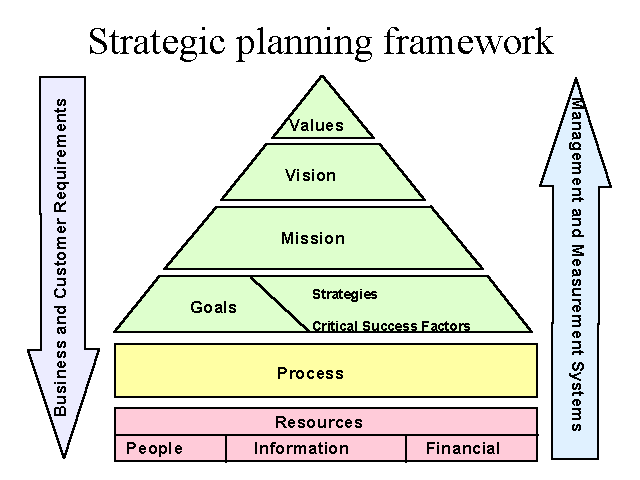 Strategic planning framework
Business and Customer Requirements
Values
Vision
Mission
Goals
Strategies
Critical Success Factors
Process
Resources
People Information Financial
Management and Measurement Systems